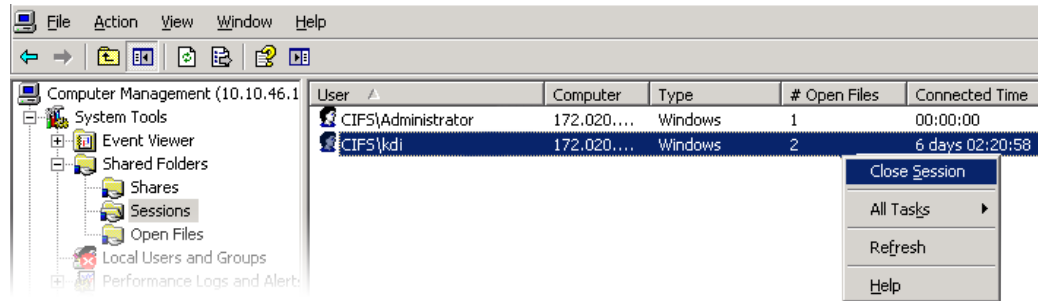 File Action View Window Help
Computer Management (10.10.46.1
System Tools
Event Viewer
Shared Folders
Shares
Sessions
Open Files
Local Users and Groups
Performance Logs and Alert
User Computer Type # Open Files Connected Time
CIFS\Administrator 172.020.... Windows 1 00:00:00
CIFS\kdi 172.020.... Windows 2 6 days 02:20:58
Close Session
All Tasks
Refresh
Help